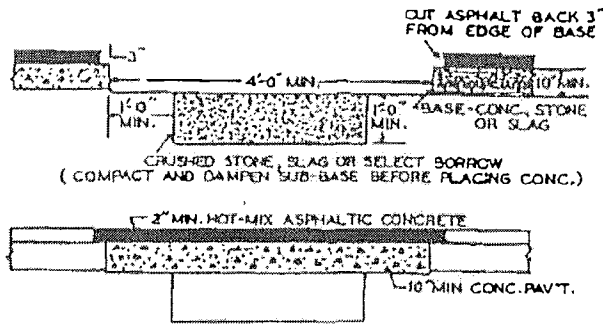 CUT ASPHALT BACK 3"
FROM EDGE OF BASE
3"
4'-0" MIN.
10" MIN.
1'-0"
MIN.
1'-0"
MIN.
BASE-CONC., STONE
OR SLAG
CRUSHED STONE, SLAG OR SELECT BORROW
(COMPACT AND DAMPEN SUB-BASE BEFORE PLACING CONC.)
2" MIN. HOT-MIX ASPHALTIC CONCRETE
10" MIN CONC. PAV'T.